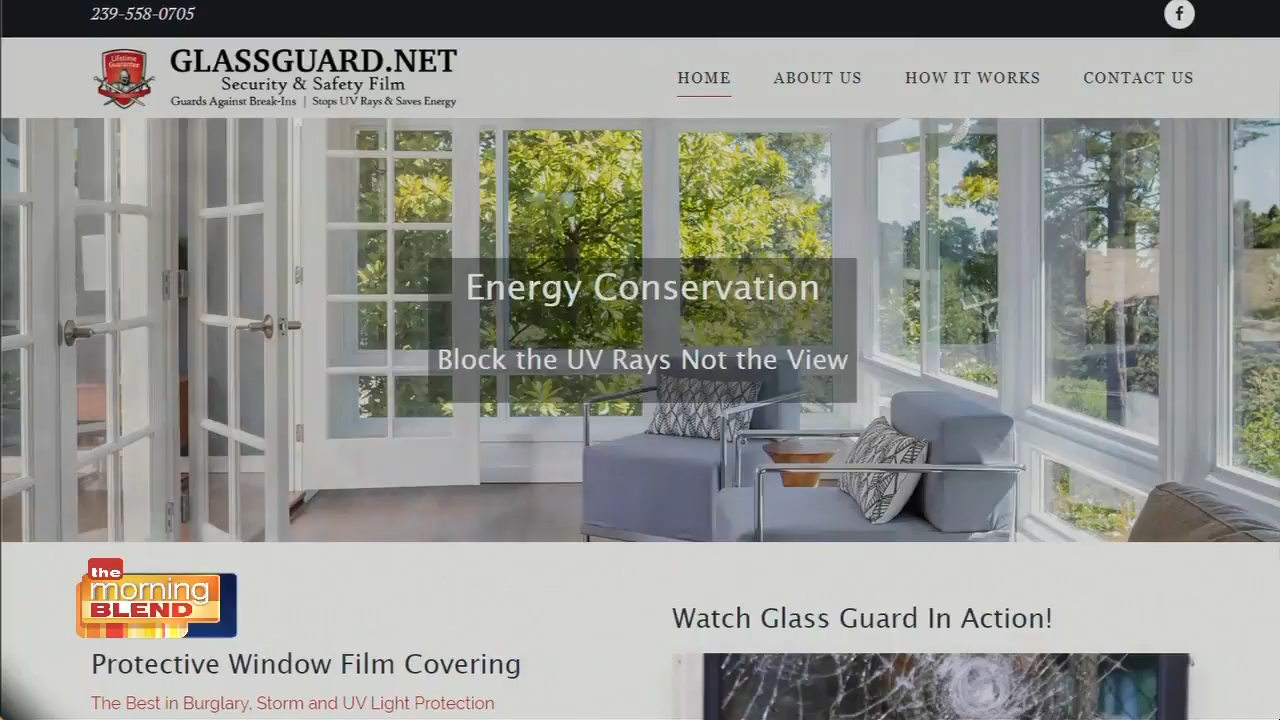 239-558-0705
f
Lifetime
Guarantee
GLASSGUARD.NET
Security & Safety Film
Guards Against Break-Ins | Stops UV Rays & Saves Energy
HOME
ABOUT US
HOW IT WORKS
CONTACT US
Energy Conservation
Block the UV Rays Not the View
the
morning
BLEND
Watch Glass Guard In Action!
Protective Window Film Covering
The Best in Burglary, Storm and UV Light Protection